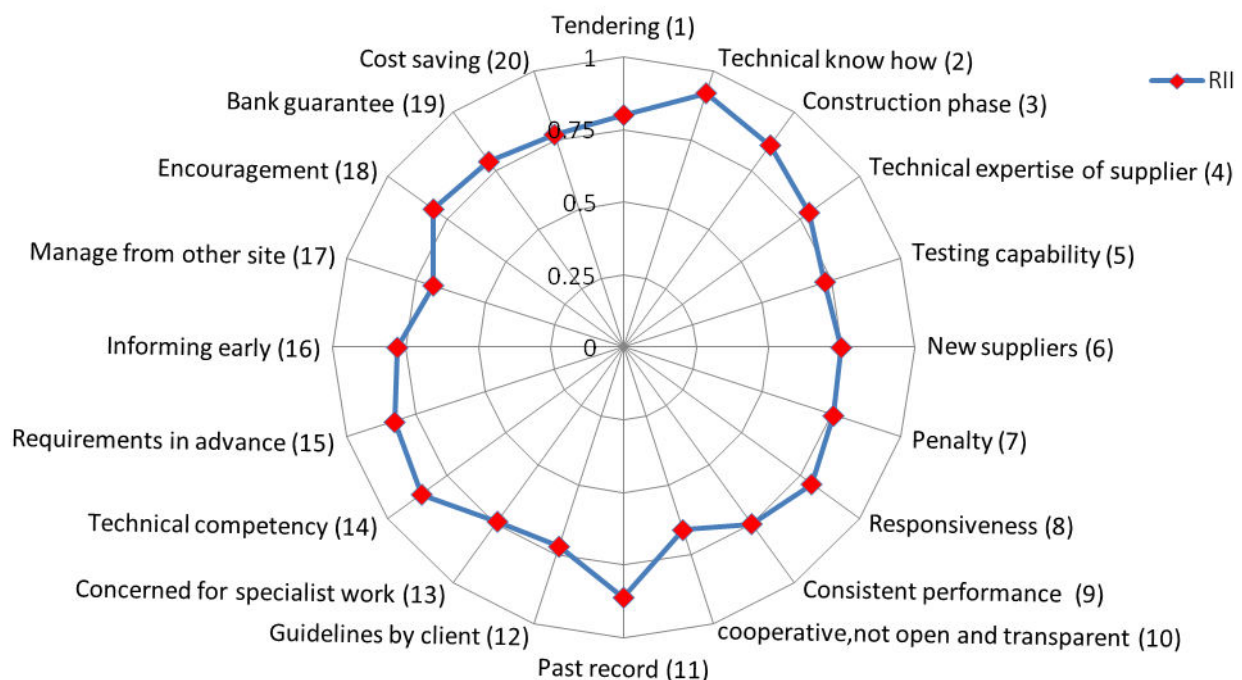 Tendering (1)
Technical know how (2)
Construction phase (3)
Technical expertise of supplier (4)
Testing capability (5)
New suppliers (6)
Penalty (7)
Responsiveness (8)
Consistent performance  (9)
cooperative,not open and transparent (10)
Past record (11)
Guidelines by client (12)
Concerned for specialist work (13)
Technical competency (14)
Requirements in advance (15)
Informing early (16)
Manage from other site (17)
Encouragement (18)
Bank guarantee (19)
Cost saving (20)
1
0.75
0.5
0.25
0
RII